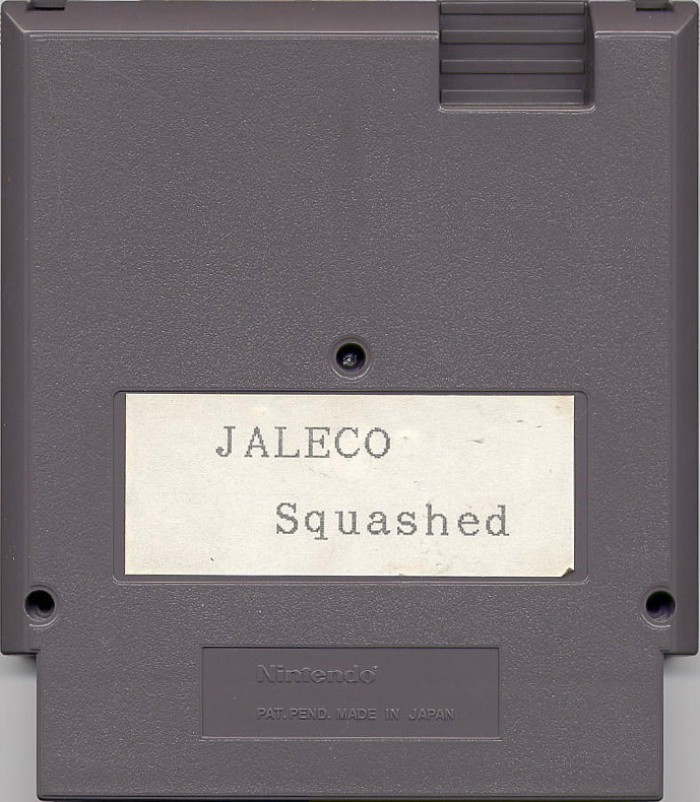 JALECO
Squashed
Nintendo
PAT. PEND. MADE IN JAPAN